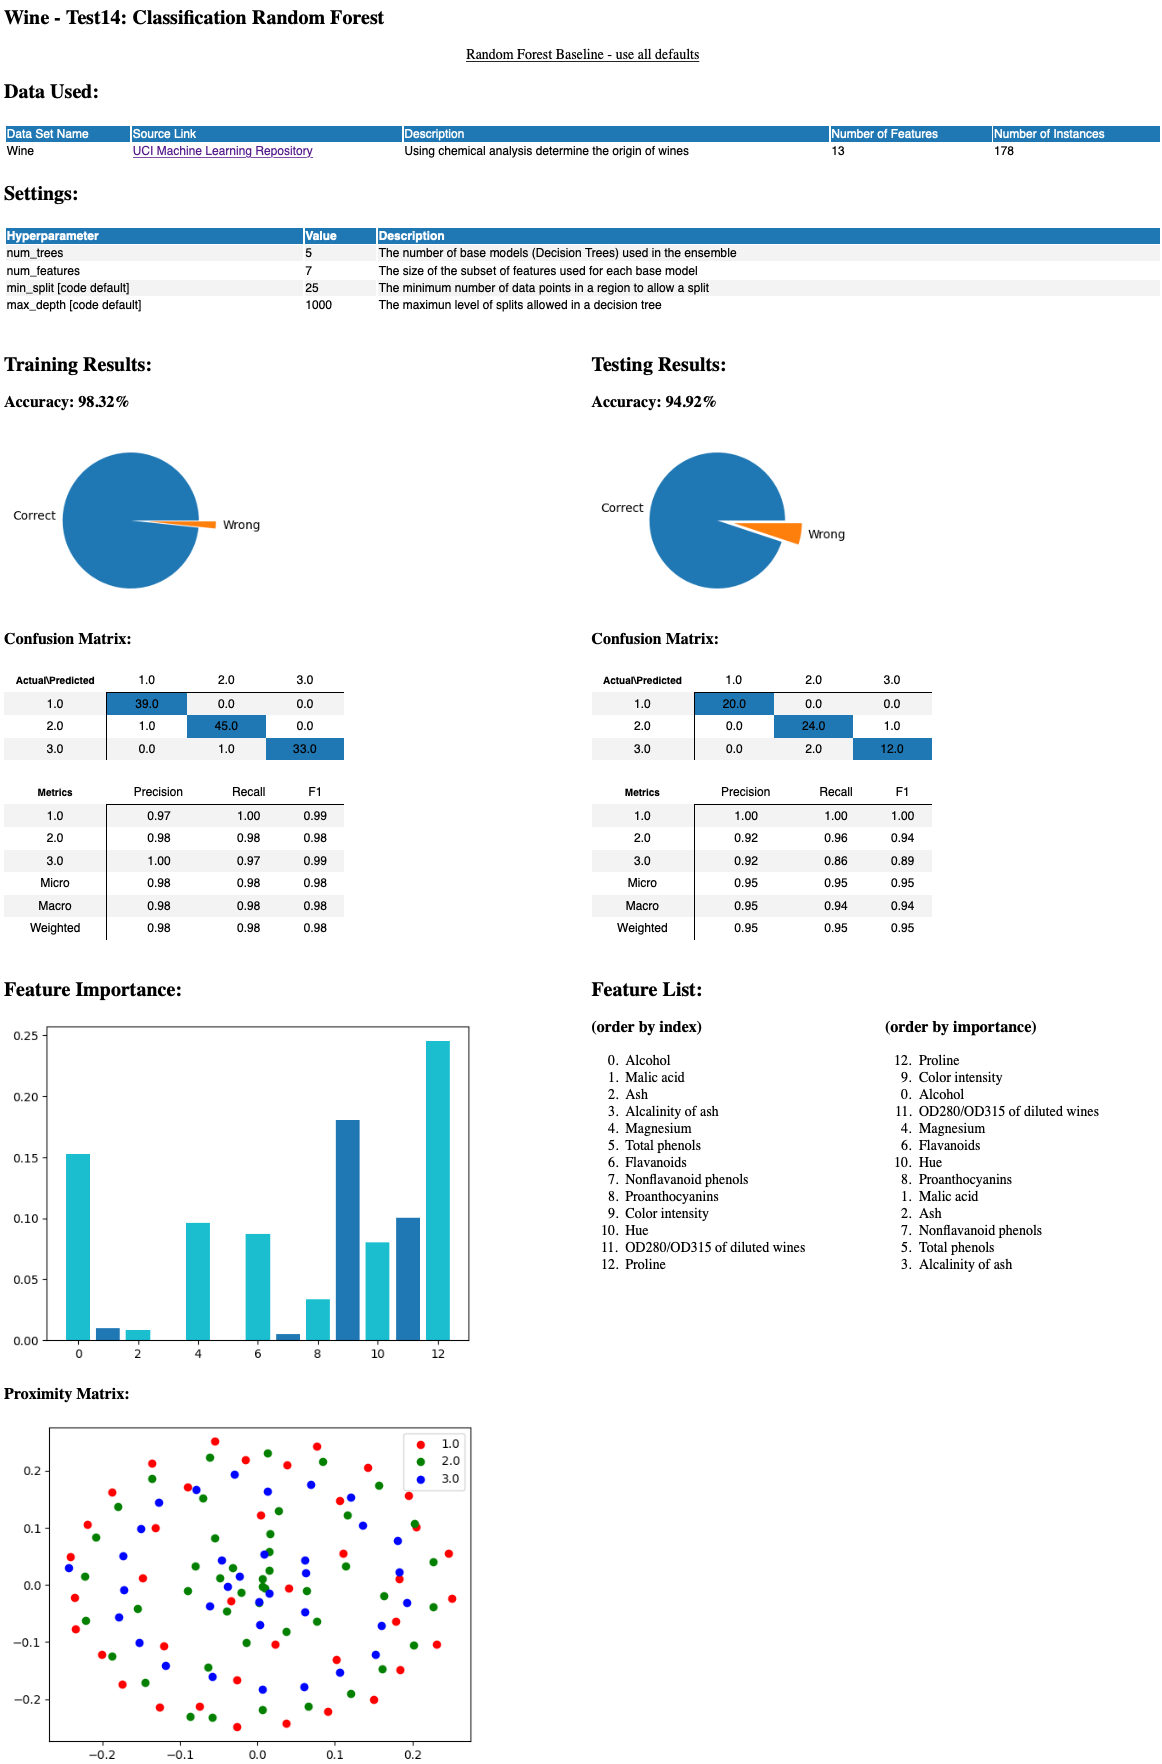 Wine - Test14: Classification Random Forest
Random Forest Baseline - use all defaults
Data Used:
Data Set Name Source Link Description Number of Features Number of Instances
Wine UCI Machine Learning Repository Using chemical analysis determine the origin of wines 13 178
Settings:
Hyperparameter Value Description
num_trees 5 The number of base models (Decision Trees) used in the ensemble
num_features 7 The size of the subset of features used for each base model
min_split [code default] 25 The minimum number of data points in a region to allow a split
max_depth [code default] 1000 The maximun level of splits allowed in a decision tree
Training Results:
Accuracy: 98.32%
Correct
Wrong
Confusion Matrix:
Actual\Predicted 1.0 2.0 3.0
1.0 39.0 0.0 0.0
2.0 1.0 45.0 0.0
3.0 0.0 1.0 33.0
Metrics Precision Recall F1
1.0 0.97 1.00 0.99
2.0 0.98 0.98 0.98
3.0 1.00 0.97 0.99
Micro 0.98 0.98 0.98
Macro 0.98 0.98 0.98
Weighted 0.98 0.98 0.98
Testing Results:
Accuracy: 94.92%
Correct
Wrong
Confusion Matrix:
Actual\Predicted 1.0 2.0 3.0
1.0 20.0 0.0 0.0
2.0 0.0 24.0 1.0
3.0 0.0 2.0 12.0
Metrics Precision Recall F1
1.0 1.00 1.00 1.00
2.0 0.92 0.96 0.94
3.0 0.92 0.86 0.89
Micro 0.95 0.95 0.95
Macro 0.95 0.94 0.94
Weighted 0.95 0.95 0.95
Feature Importance:
0.25
0.20
0.15
0.10
0.05
0.00
0 2 4 6 8 10 12
Feature List:
(order by index)
0. Alcohol
1. Malic acid
2. Ash
3. Alcalinity of ash
4. Magnesium
5. Total phenols
6. Flavanoids
7. Nonflavanoid phenols
8. Proanthocyanins
9. Color intensity
10. Hue
11. OD280/OD315 of diluted wines
12. Proline
(order by importance)
12. Proline
9. Color intensity
0. Alcohol
11. OD280/OD315 of diluted wines
4. Magnesium
6. Flavanoids
10. Hue
8. Proanthocyanins
1. Malic acid
2. Ash
7. Nonflavanoid phenols
5. Total phenols
3. Alcalinity of ash
Proximity Matrix:
1.0
2.0
3.0
0.2
0.1
0.0
−0.1
−0.2
−0.2 −0.1 0.0 0.1 0.2